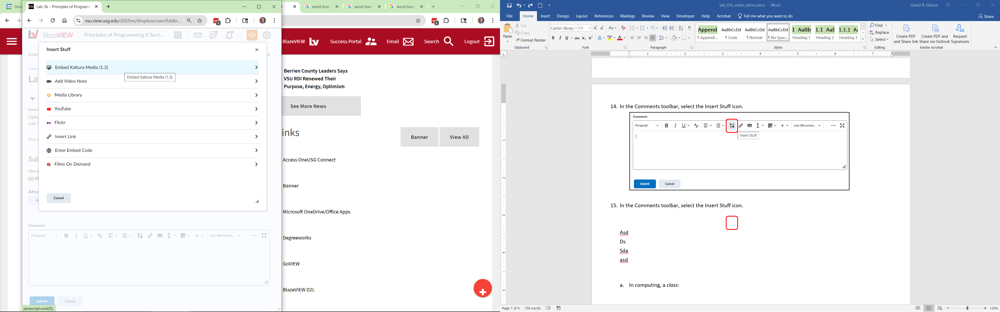 Goo
Lab 3b - Principles of Programm
word how
word how
word how
vsu.view.usg.edu/d2l/lms/dropbox/user/folder...
1
2
BlazeVIEW
Principles of Programming II Sect...
BlazeVIEW
Success Portal
Email
Search
Logout
Cour
Assign
La
Instruc
Uploa
Lab 3
Due o
Sub
Files to
(0) fil
After
Insert Stuff
Embed Kaltura Media (1.3)
Embed Kaltura Media (1.3)
Add Video Note
Media Library
YouTube
Flickr
Insert Link
Enter Embed Code
Films On Demand
Cancel
Comments
Paragraph
B I U
Lato (Recomme...
Submit
Cancel
javascript:void(0);
Berrien County Leaders Says
VSU RDI Renewed Their
Purpose, Energy, Optimism
See More News
inks
Banner
View All
Access OneUSG Connect
Banner
Microsoft OneDrive/Office Apps
Degreeworks
GoVIEW
BlazeVIEW D2L
lab_03b_video_demo.docx - Word
David R. Gibson
File
Home
Insert
Design
Layout
References
Mailings
Review
View
Developer
Help
Acrobat
Tell me what you want to do
Share
Paste
Cut
Copy
Format Painter
Clipboard
Calibri (Body)
11
Font
Paragraph
Append
¶ Appendi...
AaBbCcDd
¶ Code
AaBbCcDd
¶ Normal
AaBbCcDd
¶ No Spac...
1 AaBb
Heading 1
1.1 AaB
Heading 2
1.1.1 Aa
Heading 3
Styles
Find
Replace
Select
Editing
Create PDF
and Share link
Create PDF and
Share via Outlook
Request
Signatures
Adobe Acrobat
14. In the Comments toolbar, select the Insert Stuff icon.
Comments
Paragraph
B I U
Lato (Recomme...
Insert Stuff
Submit
Cancel
15. In the Comments toolbar, select the Insert Stuff icon.
Asd
Ds
Sda
asd
a. In computing, a class:
Page 7 of 9
738 words
120%